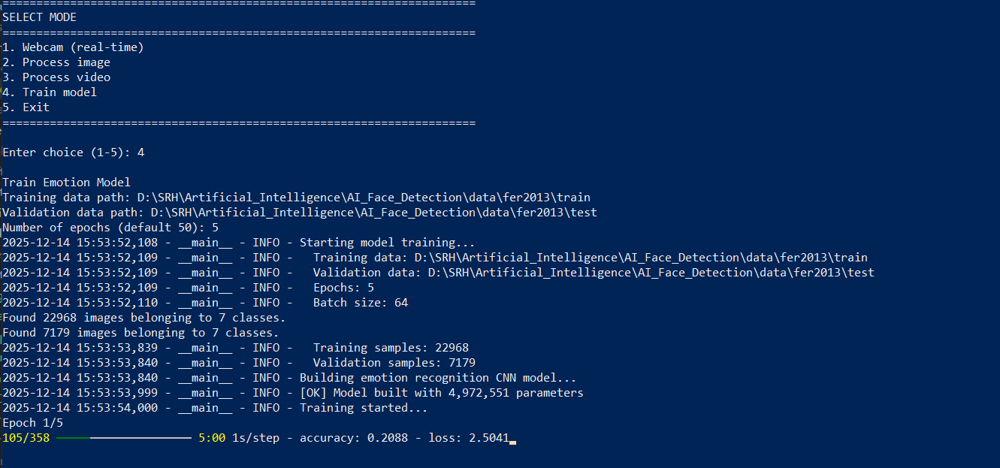 ======================================================================
SELECT MODE
======================================================================
1. Webcam (real-time)
2. Process image
3. Process video
4. Train model
5. Exit
======================================================================
Enter choice (1-5): 4
Train Emotion Model
Training data path: D:\SRH\Artificial_Intelligence\AI_Face_Detection\data\fer2013\train
Validation data path: D:\SRH\Artificial_Intelligence\AI_Face_Detection\data\fer2013\test
Number of epochs (default 50): 5
2025-12-14 15:53:52,108 - __main__ - INFO - Starting model training...
2025-12-14 15:53:52,109 - __main__ - INFO -   Training data: D:\SRH\Artificial_Intelligence\AI_Face_Detection\data\fer2013\train
2025-12-14 15:53:52,109 - __main__ - INFO -   Validation data: D:\SRH\Artificial_Intelligence\AI_Face_Detection\data\fer2013\test
2025-12-14 15:53:52,109 - __main__ - INFO -   Epochs: 5
2025-12-14 15:53:52,110 - __main__ - INFO -   Batch size: 64
Found 22968 images belonging to 7 classes.
Found 7179 images belonging to 7 classes.
2025-12-14 15:53:53,839 - __main__ - INFO -   Training samples: 22968
2025-12-14 15:53:53,840 - __main__ - INFO -   Validation samples: 7179
2025-12-14 15:53:53,840 - __main__ - INFO - Building emotion recognition CNN model...
2025-12-14 15:53:53,999 - __main__ - INFO - [OK] Model built with 4,972,551 parameters
2025-12-14 15:53:54,000 - __main__ - INFO - Training started...
Epoch 1/5
105/358 ━━━━━━━━━━━━━━━━━━━━ 5:00 1s/step - accuracy: 0.2088 - loss: 2.5041